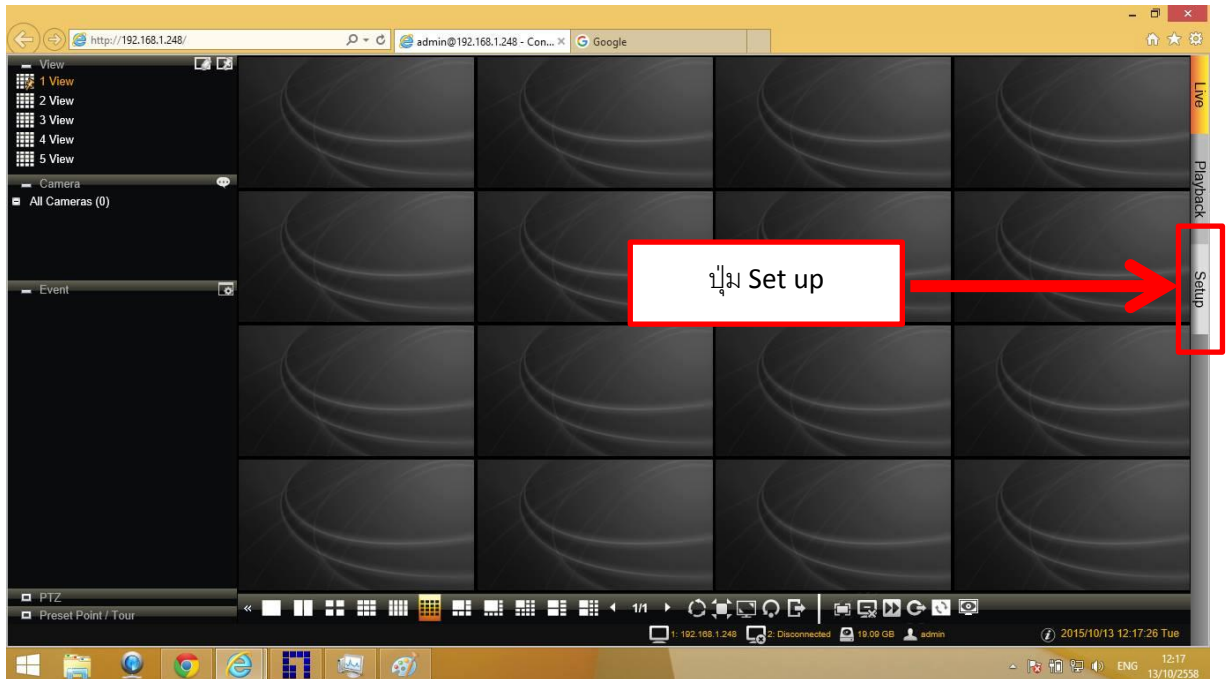 http://192.168.1.248/
admin@192.168.1.248 - Con...
Google
View
1 View
2 View
3 View
4 View
5 View
Camera
All Cameras (0)
Event
PTZ
Preset Point / Tour
Live
Playback
Setup
ปุ่ม Set up
1/1
1: 192.168.1.248
2: Disconnected
19.09 GB
admin
2015/10/13 12:17:26 Tue
ENG
12:17
13/10/2558